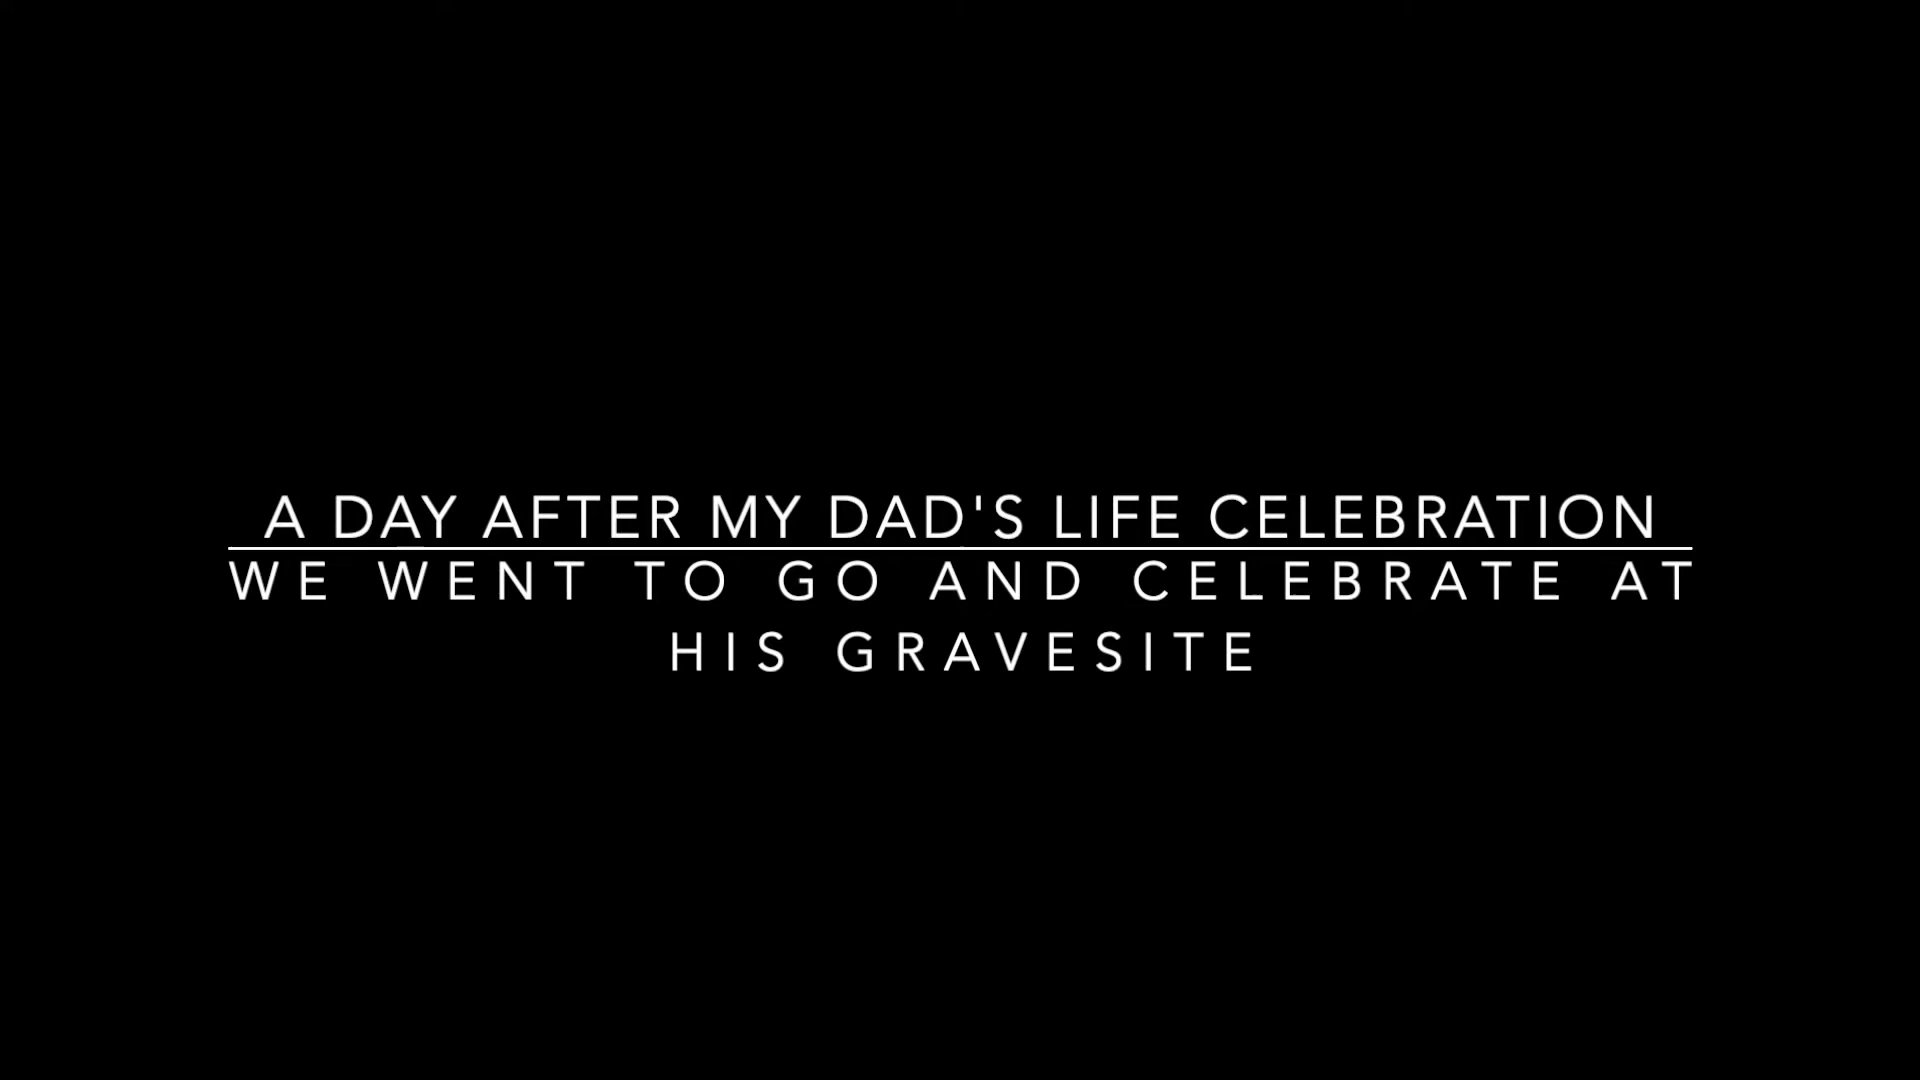 A DAY AFTER MY DAD'S LIFE CELEBRATION
WE WENT TO GO AND CELEBRATE AT
HIS GRAVESITE